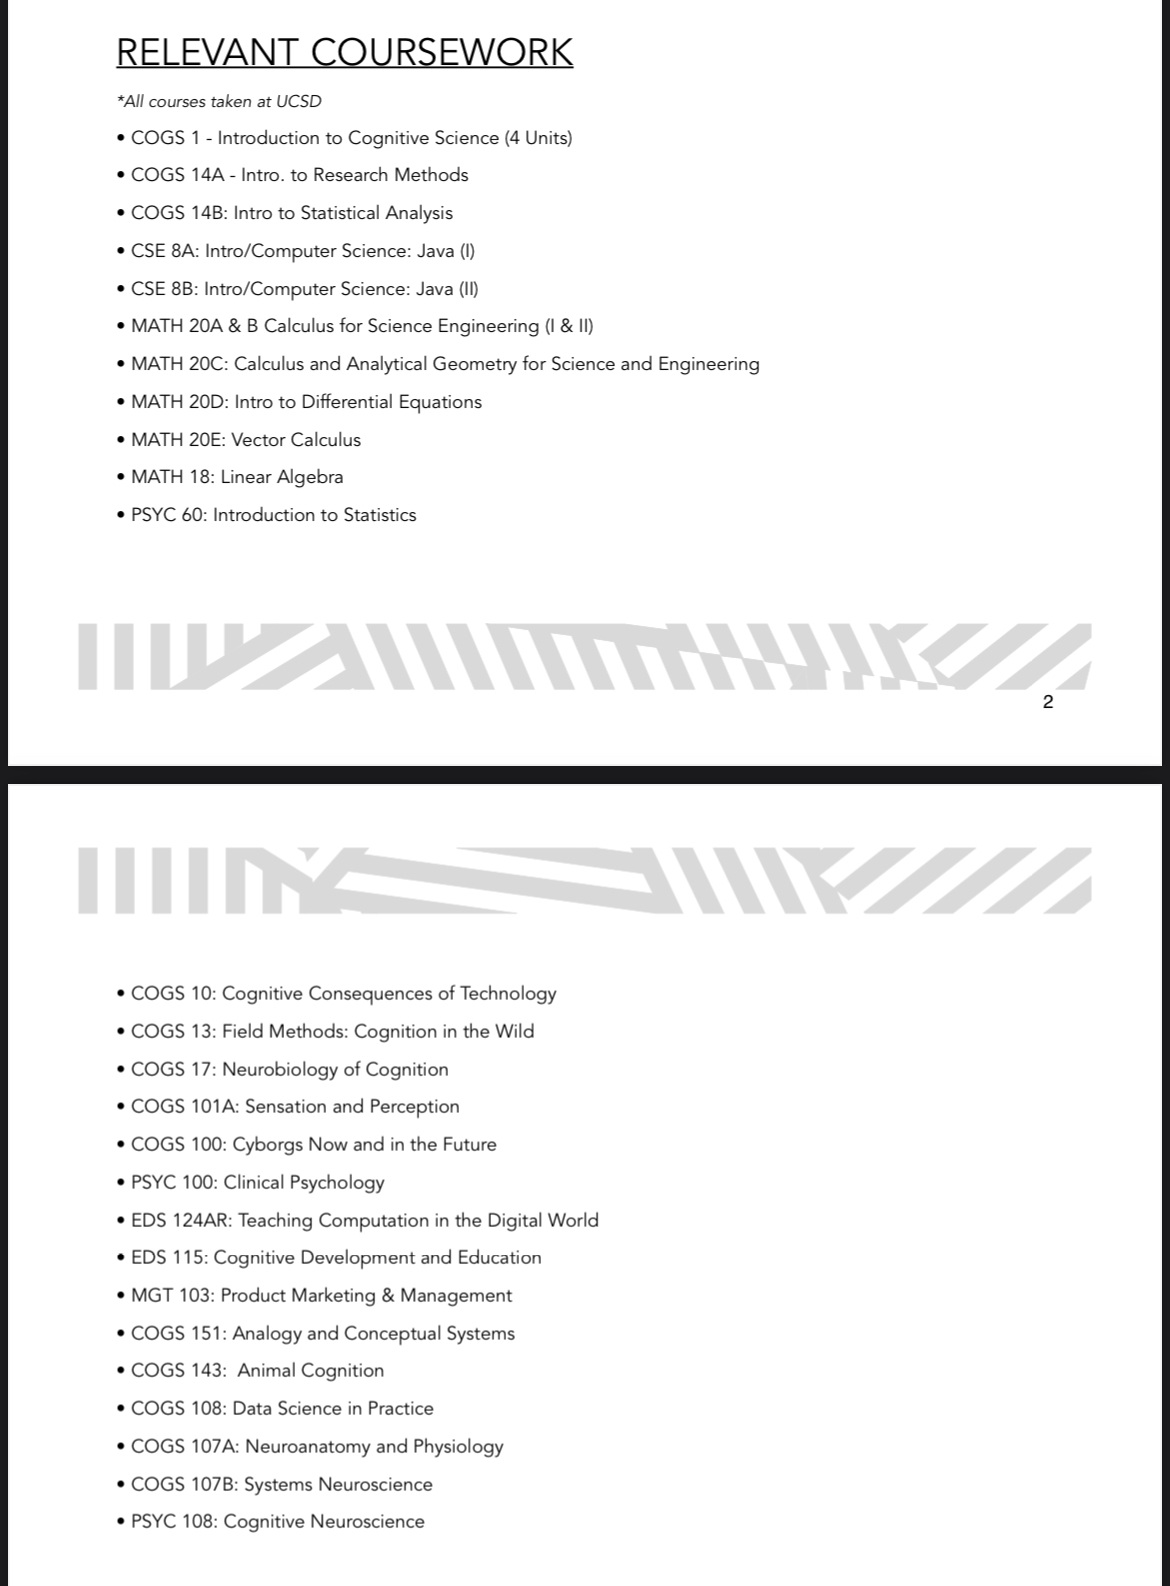 RELEVANT COURSEWORK
*All courses taken at UCSD
• COGS 1 - Introduction to Cognitive Science (4 Units)
• COGS 14A - Intro. to Research Methods
• COGS 14B: Intro to Statistical Analysis
• CSE 8A: Intro/Computer Science: Java (I)
• CSE 8B: Intro/Computer Science: Java (II)
• MATH 20A & B Calculus for Science Engineering (I & II)
• MATH 20C: Calculus and Analytical Geometry for Science and Engineering
• MATH 20D: Intro to Differential Equations
• MATH 20E: Vector Calculus
• MATH 18: Linear Algebra
• PSYC 60: Introduction to Statistics
2
• COGS 10: Cognitive Consequences of Technology
• COGS 13: Field Methods: Cognition in the Wild
• COGS 17: Neurobiology of Cognition
• COGS 101A: Sensation and Perception
• COGS 100: Cyborgs Now and in the Future
• PSYC 100: Clinical Psychology
• EDS 124AR: Teaching Computation in the Digital World
• EDS 115: Cognitive Development and Education
• MGT 103: Product Marketing & Management
• COGS 151: Analogy and Conceptual Systems
• COGS 143:  Animal Cognition
• COGS 108: Data Science in Practice
• COGS 107A: Neuroanatomy and Physiology
• COGS 107B: Systems Neuroscience
• PSYC 108: Cognitive Neuroscience